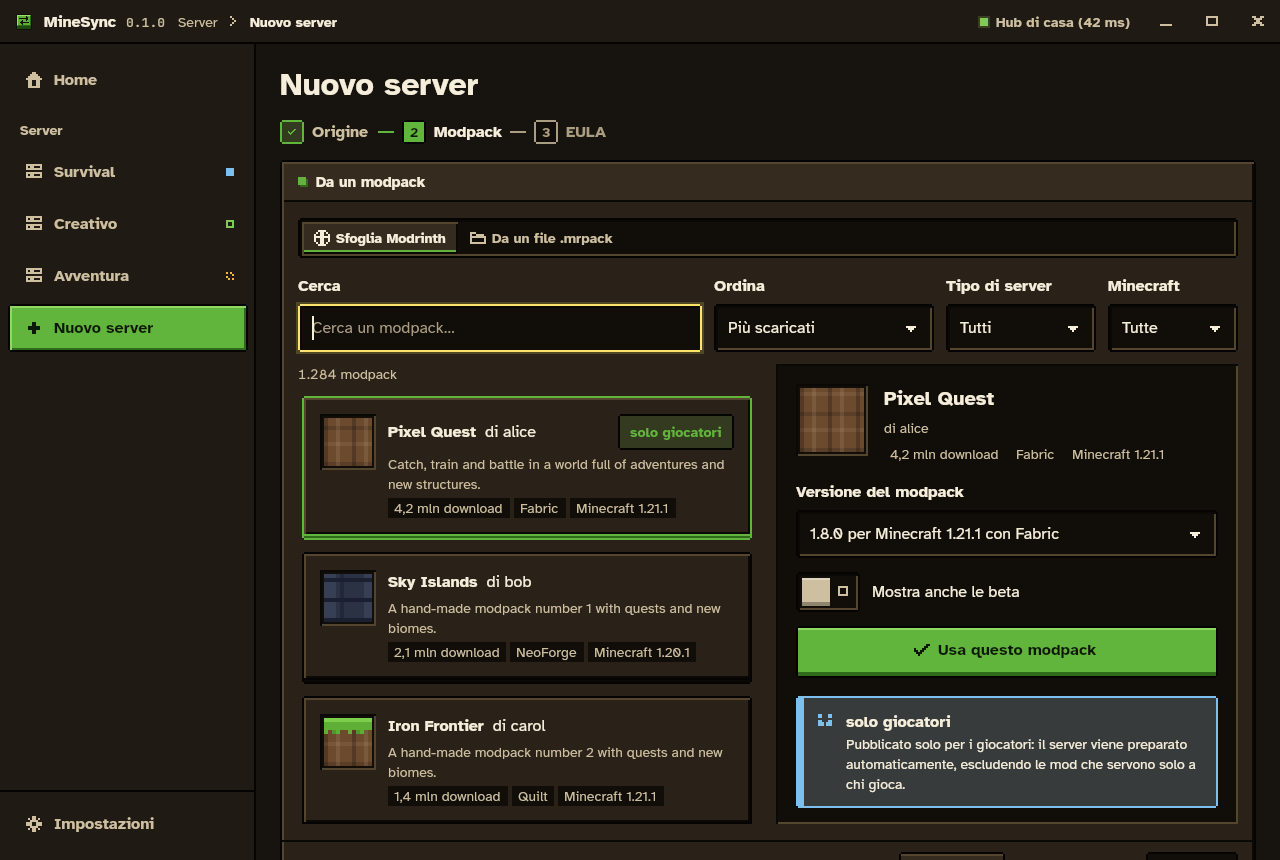 MineSync 0.1.0 Server Nuovo server
Hub di casa (42 ms)
Home
Server
Survival
Creativo
Avventura
Nuovo server
Impostazioni
Nuovo server
Origine 2 Modpack 3 EULA
Da un modpack
Sfoglia Modrinth Da un file .mrpack
Cerca Ordina Tipo di server Minecraft
Cerca un modpack... Più scaricati Tutti Tutte
1.284 modpack
Pixel Quest di alice solo giocatori
Catch, train and battle in a world full of adventures and
new structures.
4,2 mln download Fabric Minecraft 1.21.1
Sky Islands di bob
A hand-made modpack number 1 with quests and new
biomes.
2,1 mln download NeoForge Minecraft 1.20.1
Iron Frontier di carol
A hand-made modpack number 2 with quests and new
biomes.
1,4 mln download Quilt Minecraft 1.21.1
Pixel Quest
di alice
4,2 mln download Fabric Minecraft 1.21.1
Versione del modpack
1.8.0 per Minecraft 1.21.1 con Fabric
Mostra anche le beta
Usa questo modpack
solo giocatori
Pubblicato solo per i giocatori: il server viene preparato
automaticamente, escludendo le mod che servono solo a
chi gioca.